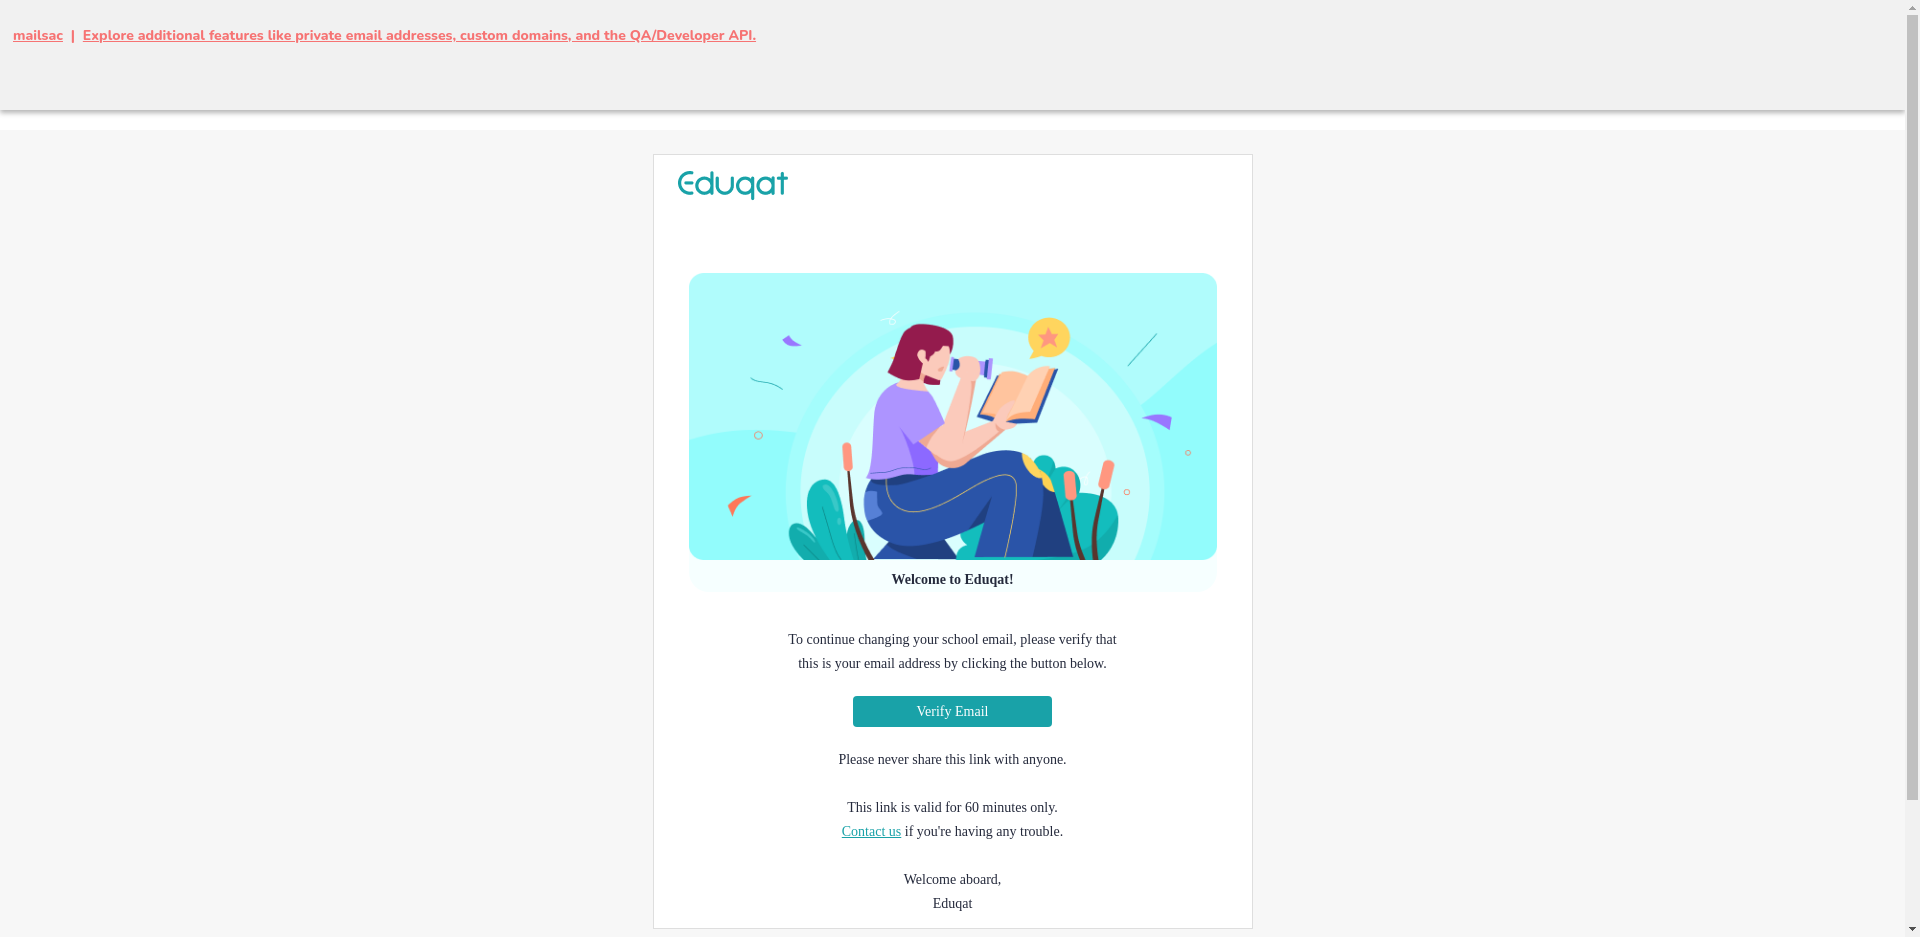 mailsac | Explore additional features like private email addresses, custom domains, and the QA/Developer API.
Eduqat
Welcome to Eduqat!
To continue changing your school email, please verify that
this is your email address by clicking the button below.
Verify Email
Please never share this link with anyone.
This link is valid for 60 minutes only.
Contact us if you're having any trouble.
Welcome aboard,
Eduqat